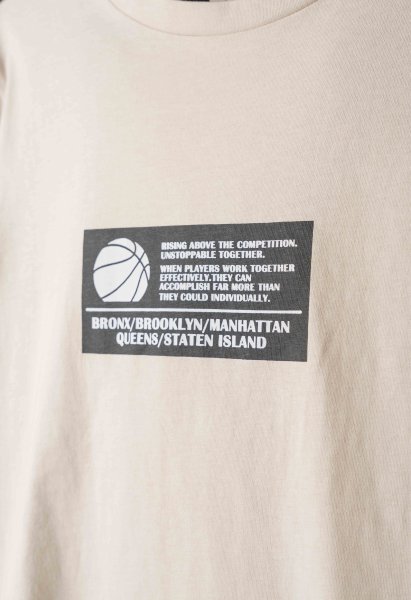 RISING ABOVE THE COMPETITION.
UNSTOPPABLE TOGETHER.
WHEN PLAYERS WORK TOGETHER
EFFECTIVELY.THEY CAN
ACCOMPLISH FAR MORE THAN
THEY COULD INDIVIDUALLY.
BRONX/BROOKLYN/MANHATTAN
QUEENS/STATEN ISLAND